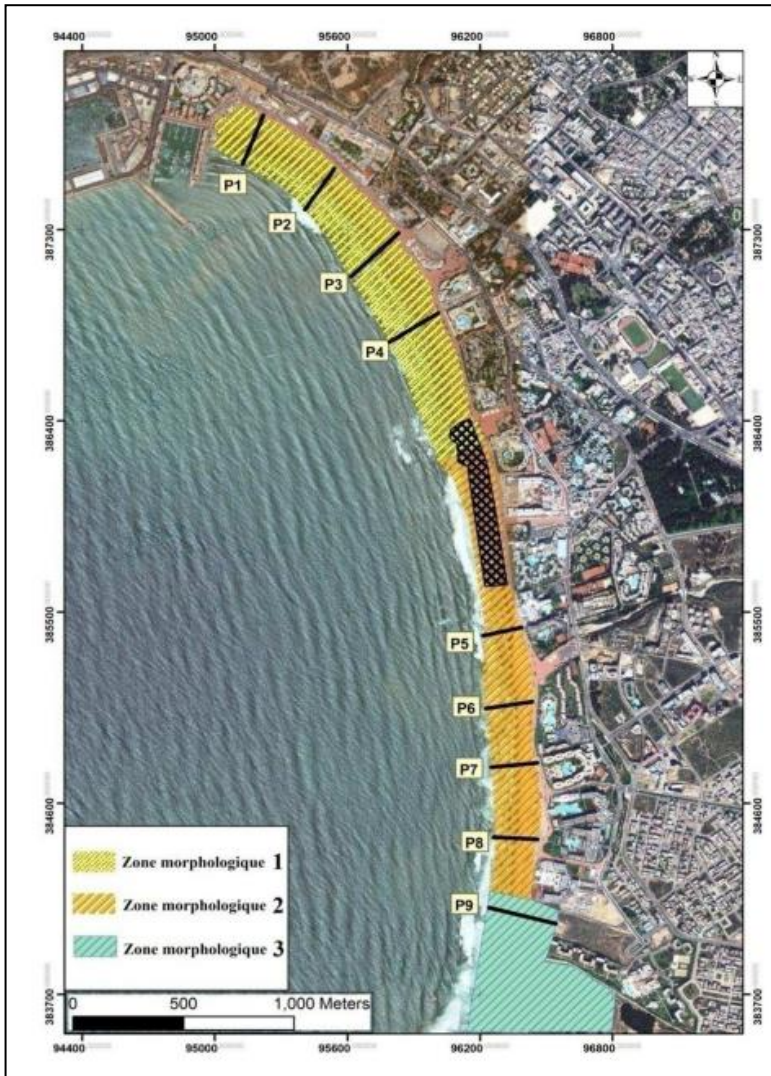 94400 95000 95600 96200 96800
387300 387300
386400 386400
385500 385500
384600 384600
383700 383700
P1
P2
P3
P4
P5
P6
P7
P8
P9
Zone morphologique 1
Zone morphologique 2
Zone morphologique 3
0 500 1,000 Meters
94400 95000 95600 96200 96800